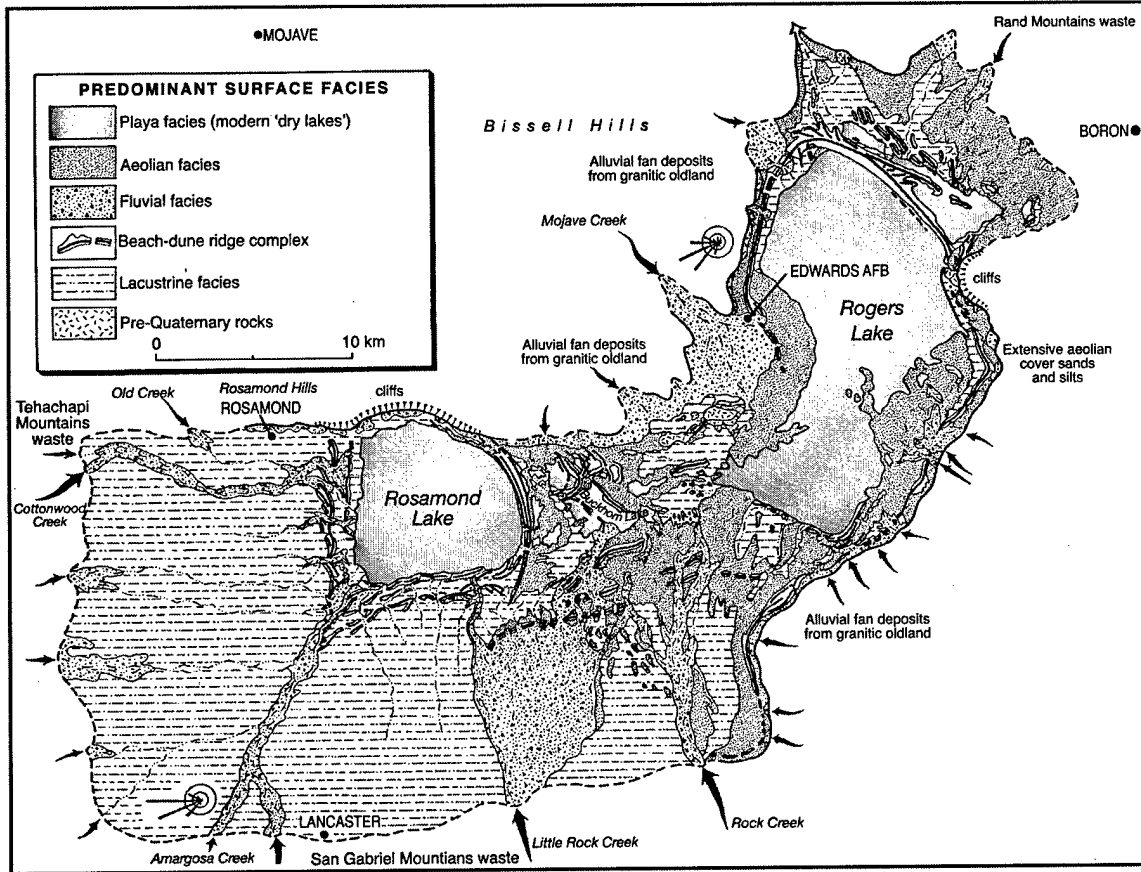 MOJAVE
Rand Mountains waste
PREDOMINANT SURFACE FACIES
Playa facies (modern 'dry lakes')
Aeolian facies
Fluvial facies
Beach-dune ridge complex
Lacustrine facies
Pre-Quaternary rocks
0 10 km
Bissell Hills
BORON
Alluvial fan deposits
from granitic oldland
Mojave Creek
EDWARDS AFB
cliffs
Rogers
Lake
Alluvial fan deposits
from granitic oldland
Extensive aeolian
cover sands
and silts
Old Creek
Rosamond Hills
ROSAMOND
cliffs
Tehachapi
Mountains
waste
Cottonwood
Creek
Rosamond
Lake
Buckhorn Lake
Alluvial fan deposits
from granitic oldland
LANCASTER
Amargosa Creek
San Gabriel Mountians waste
Little Rock Creek
Rock Creek